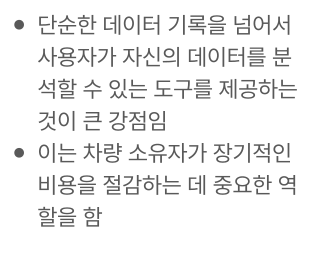 • 단순한 데이터 기록을 넘어서
사용자가 자신의 데이터를 분
석할 수 있는 도구를 제공하는
것이 큰 강점임
• 이는 차량 소유자가 장기적인
비용을 절감하는 데 중요한 역
할을 함